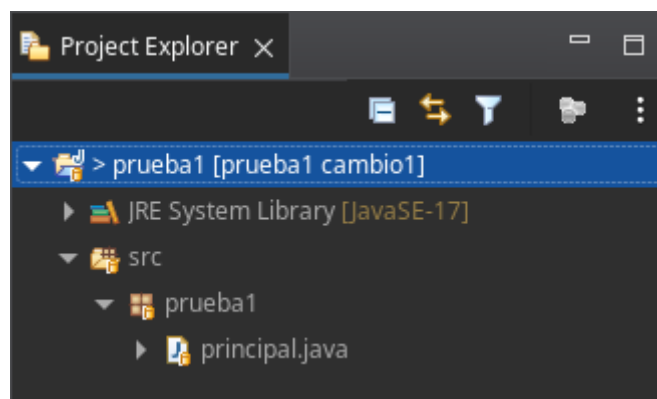 Project Explorer
> prueba1 [prueba1 cambio1]
JRE System Library [JavaSE-17]
src
prueba1
principal.java